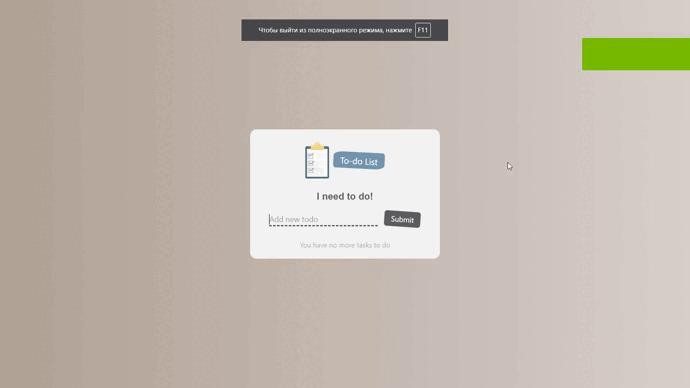 Чтобы выйти из полноэкранного режима, нажмите F11
To-do List
I need to do!
Add new todo
Submit
You have no more tasks to do